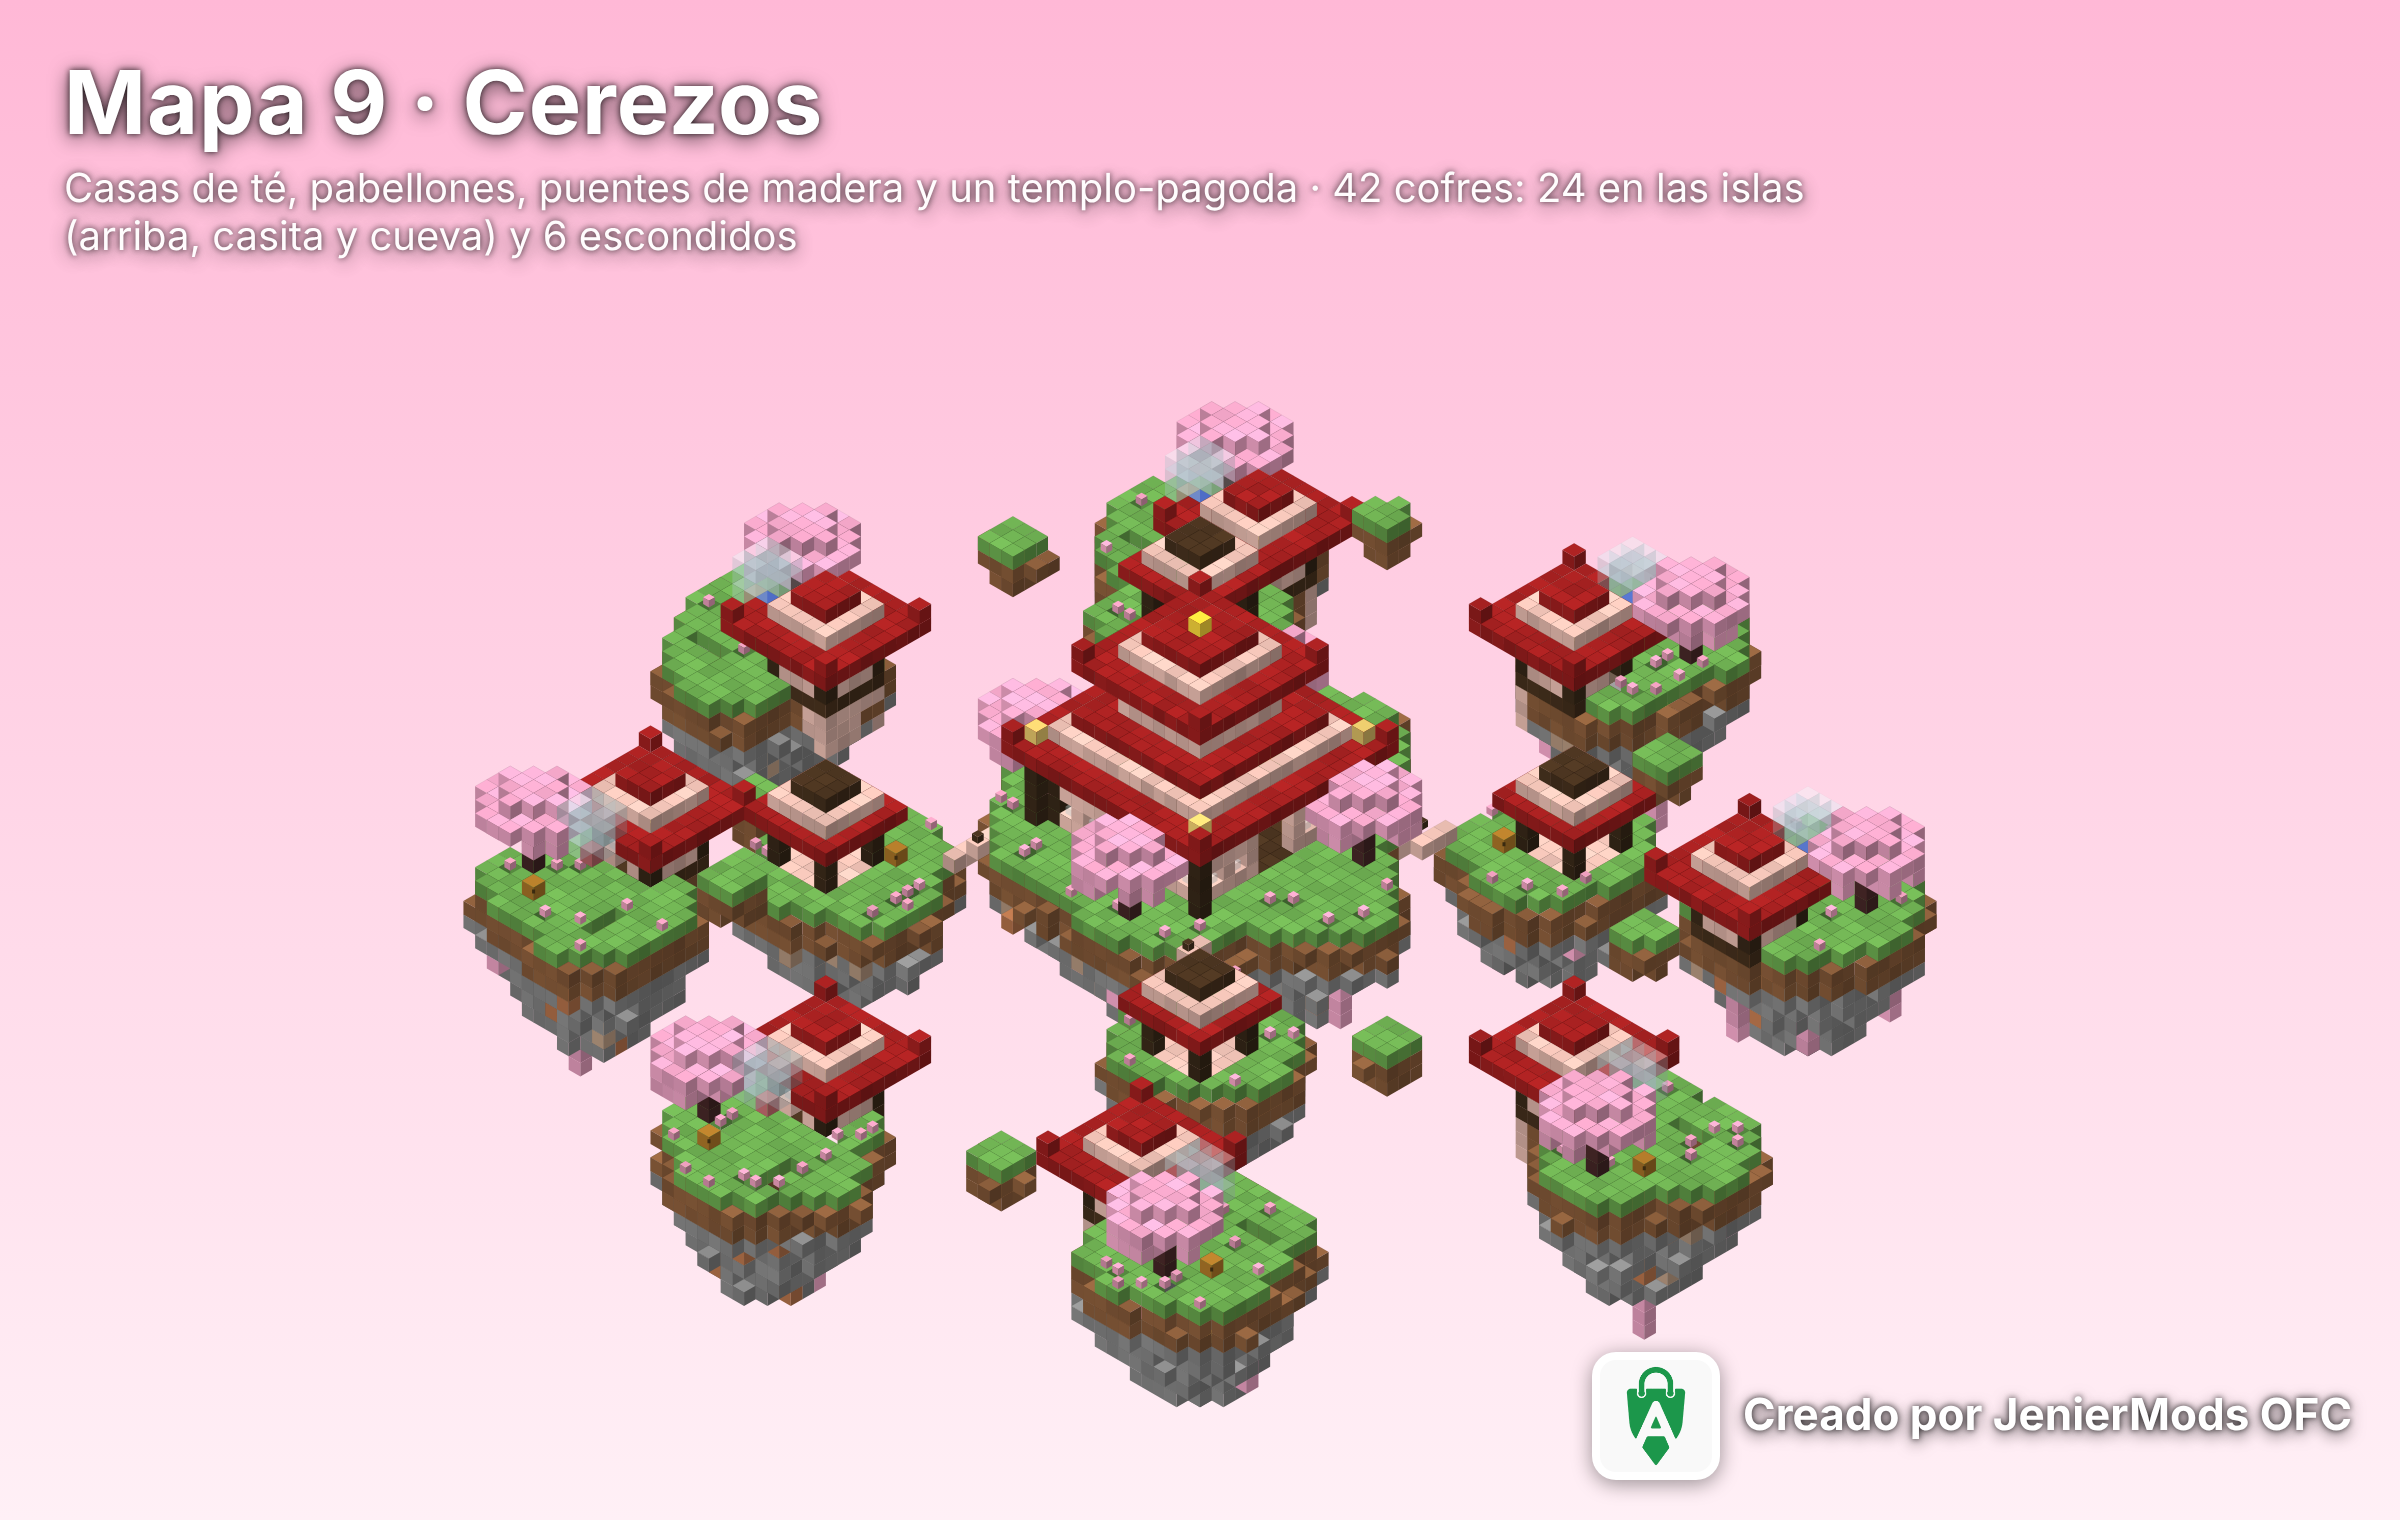 Mapa 9 · Cerezos
Casas de té, pabellones, puentes de madera y un templo-pagoda · 42 cofres: 24 en las islas
(arriba, casita y cueva) y 6 escondidos
A
Creado por JenierMods OFC